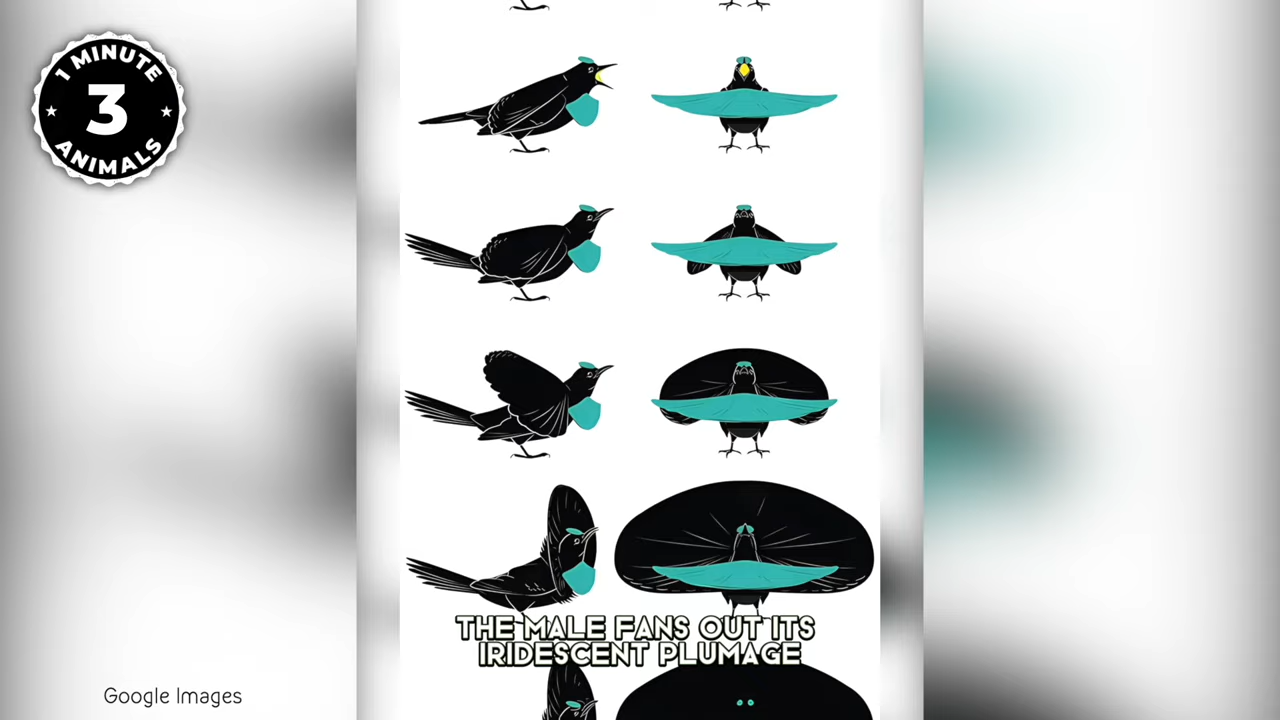 1 MINUTE
3
ANIMALS
THE MALE FANS OUT ITS
IRIDESCENT PLUMAGE
Google Images